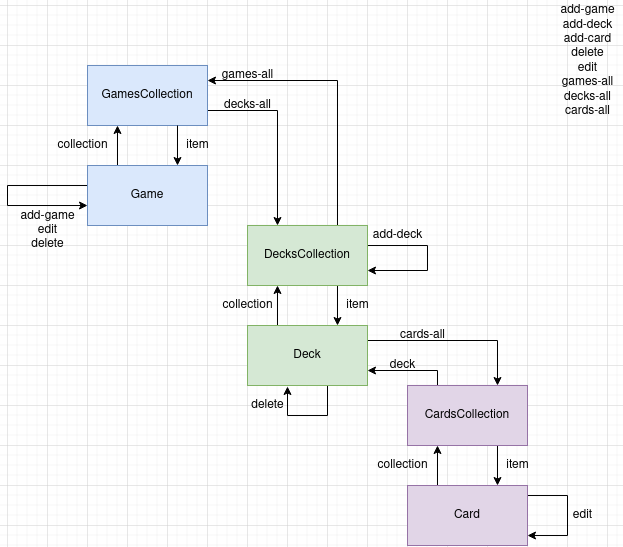 add-game
add-deck
add-card
delete
edit
games-all
decks-all
cards-all
games-all
GamesCollection
decks-all
collection
item
Game
add-game
edit
delete
add-deck
DecksCollection
collection
item
cards-all
Deck
deck
delete
CardsCollection
collection
item
Card
edit